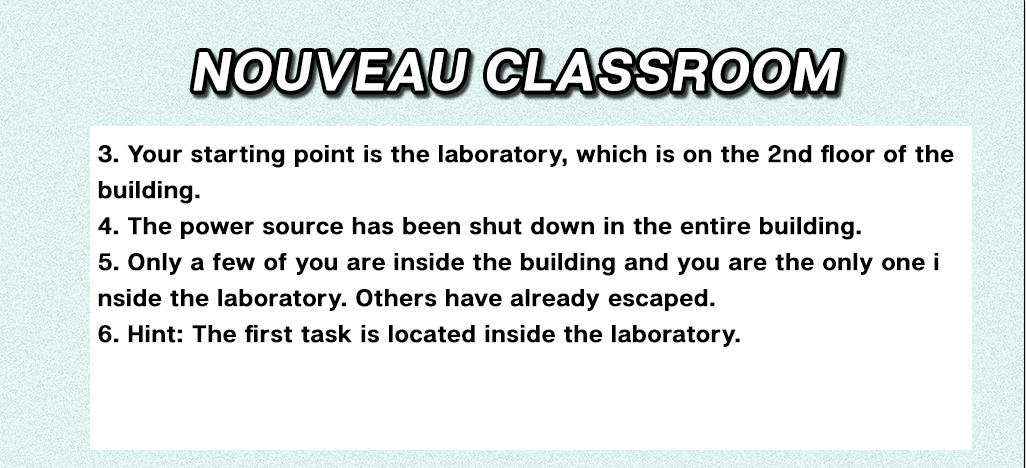 NOUVEAU CLASSROOM
3. Your starting point is the laboratory, which is on the 2nd floor of the
building.
4. The power source has been shut down in the entire building.
5. Only a few of you are inside the building and you are the only one i
nside the laboratory. Others have already escaped.
6. Hint: The first task is located inside the laboratory.